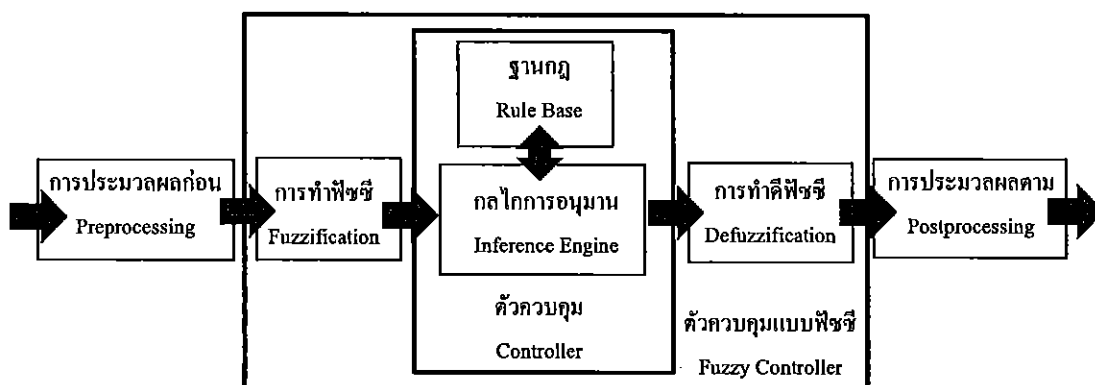 ฐานกฎ
Rule Base
การประมวลผลก่อน
Preprocessing
การทำฟัซซี
Fuzzification
กลไกการอนุมาน
Inference Engine
การทำดีฟัซซี
Defuzzification
การประมวลผลตาม
Postprocessing
ตัวควบคุม
Controller
ตัวควบคุมแบบฟัซซี
Fuzzy Controller